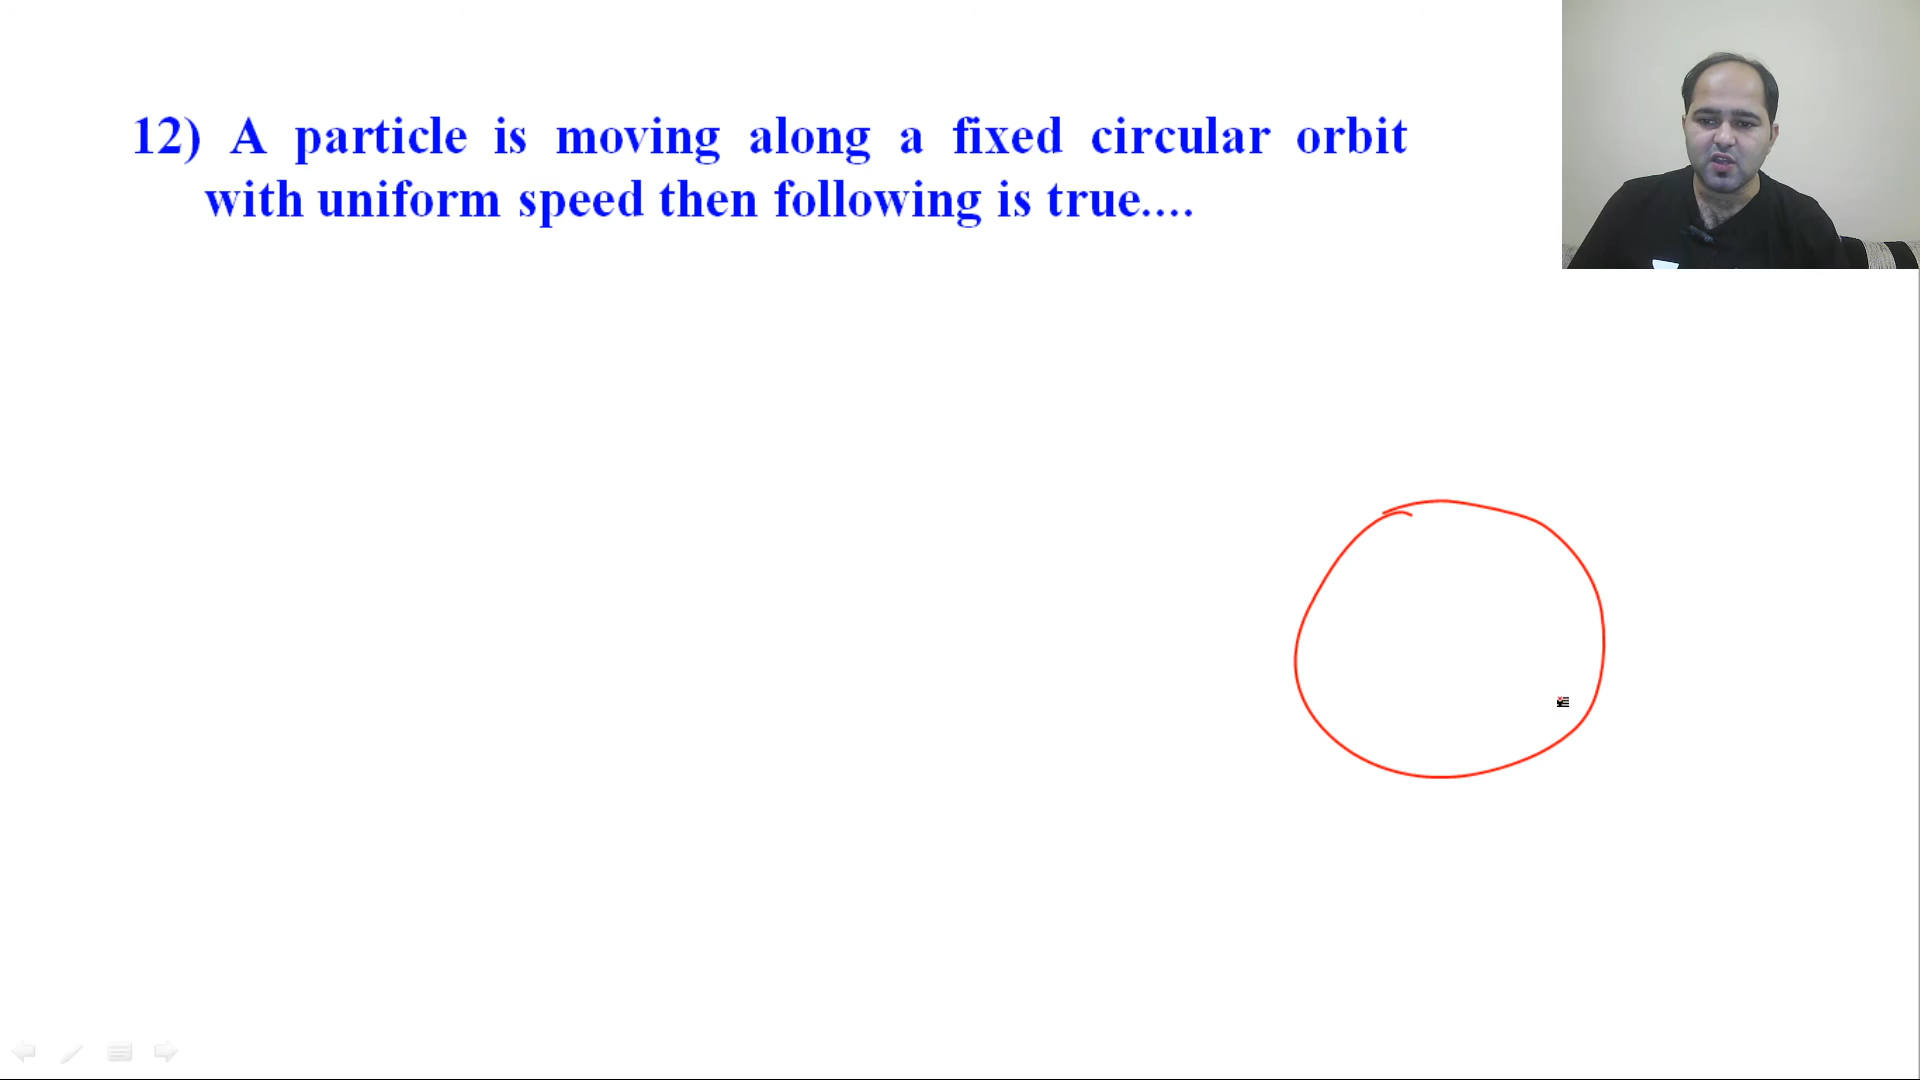 12) A particle is moving along a fixed circular orbit
with uniform speed then following is true....